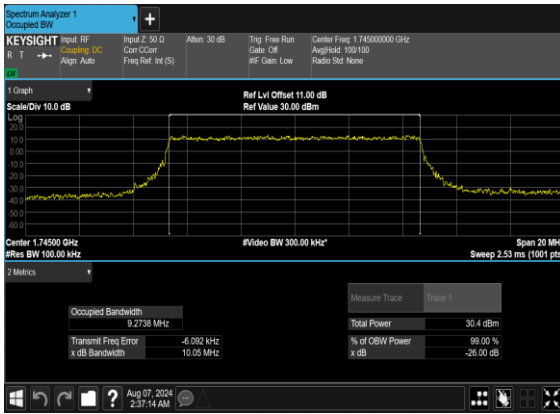 Spectrum Analyzer 1
Occupied BW
+
KEYSIGHT
R T
LW
Input: RF
Coupling: DC
Align: Auto
Input Z: 50 Ω
Corr CCorr
Freq Ref: Int (S)
Atten: 30 dB
Trig: Free Run
Gate: Off
#IF Gain: Low
Center Freq: 1.745000000 GHz
Avg|Hold: 100/100
Radio Std: None
1 Graph
Scale/Div 10.0 dB
Ref Lvl Offset 11.00 dB
Ref Value 30.00 dBm
Log
20.0
10.0
0.00
-10.0
-20.0
-30.0
-40.0
-50.0
-60.0
Center 1.74500 GHz
#Res BW 100.00 kHz
#Video BW 300.00 kHz*
Span 20 MH
Sweep 2.53 ms (1001 pts
2 Metrics
Measure Trace
Trace 1
Occupied Bandwidth
9.2738 MHz
Total Power
30.4 dBm
Transmit Freq Error
-6.092 kHz
% of OBW Power
99.00 %
x dB Bandwidth
10.05 MHz
x dB
-26.00 dB
?
Aug 07, 2024
2:37:14 AM